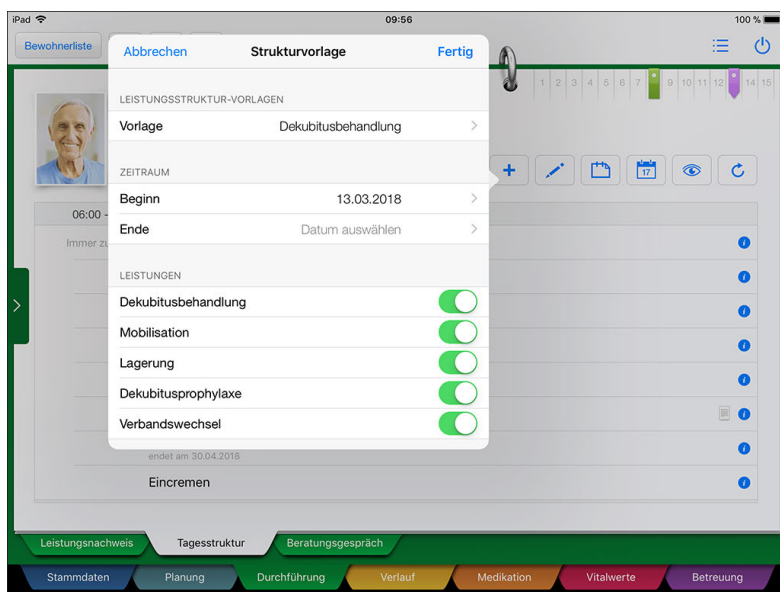 iPad 09:56 100 %
Bewohnerliste
Abbrechen Strukturvorlage Fertig
1 2 3 4 5 6 7 9 10 11 12 14 15
LEISTUNGSSTRUKTUR-VORLAGEN
Vorlage Dekubitusbehandlung
17
ZEITRAUM
Beginn 13.03.2018
06:00 -
Ende Datum auswählen
Immer zu
LEISTUNGEN
Dekubitusbehandlung
Mobilisation
Lagerung
Dekubitusprophylaxe
Verbandswechsel
endet am 30.04.2018
Eincremen
Leistungsnachweis Tagesstruktur Beratungsgespräch
Stammdaten Planung Durchführung Verlauf Medikation Vitalwerte Betreuung